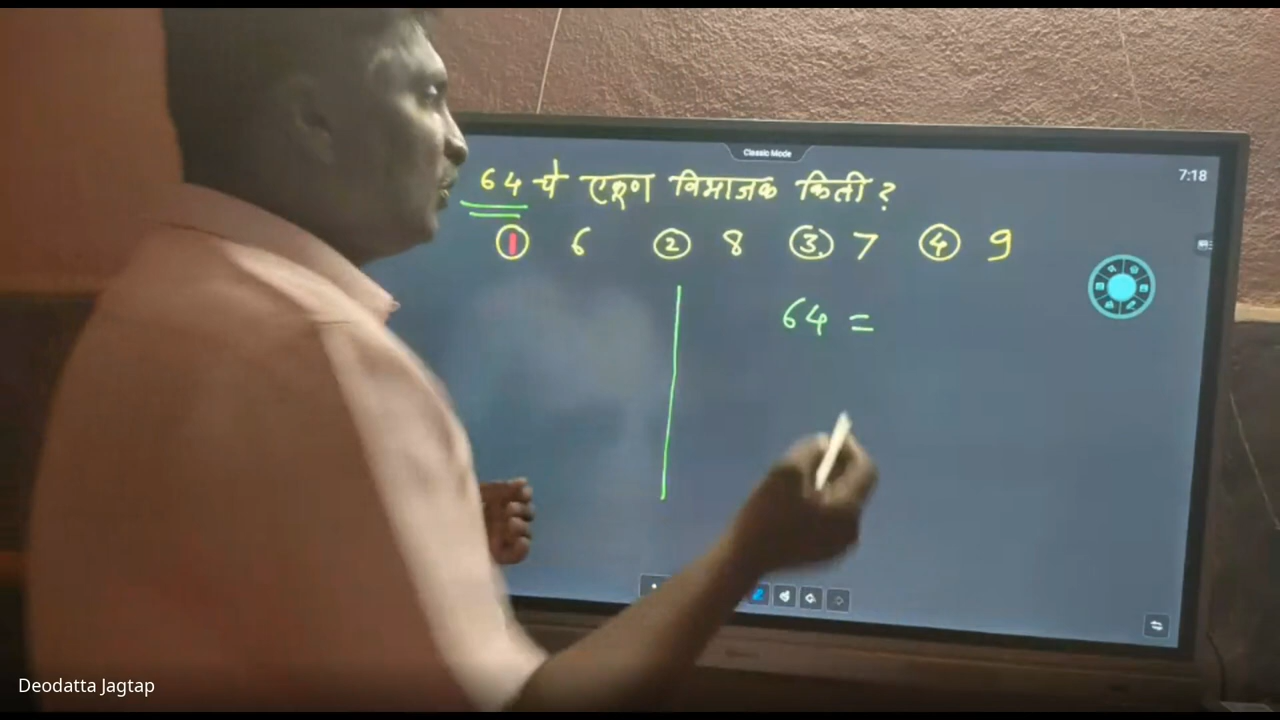 Classic Mode
7:18
64 चे एकूण विभाजक किती?
① 6 ② 8 ③ 7 ④ 9
64 =
Deodatta Jagtap